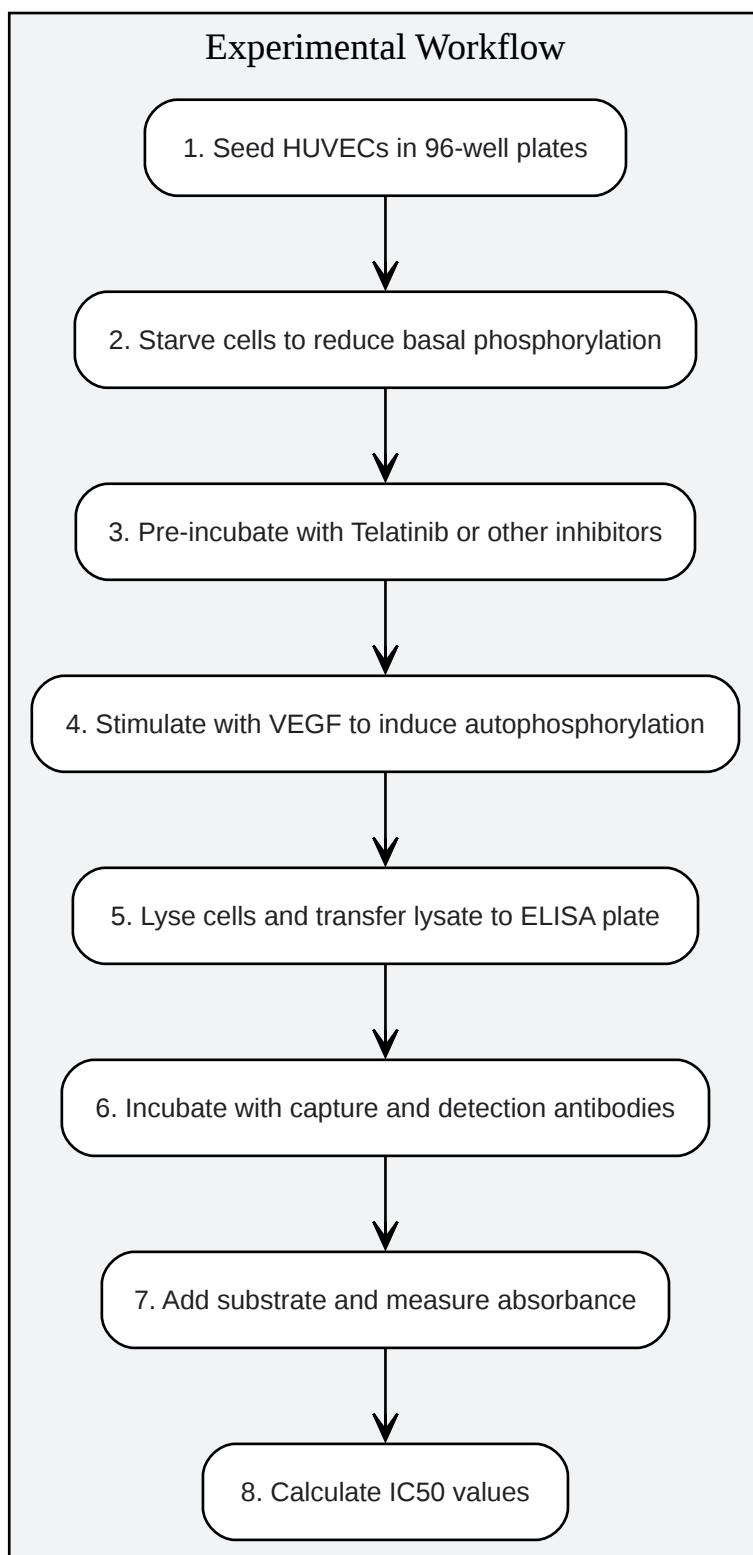 Experimental Workflow
1. Seed HUVECs in 96-well plates
2. Starve cells to reduce basal phosphorylation
3. Pre-incubate with Telatinib or other inhibitors
4. Stimulate with VEGF to induce autophosphorylation
5. Lyse cells and transfer lysate to ELISA plate
6. Incubate with capture and detection antibodies
7. Add substrate and measure absorbance
8. Calculate IC50 values